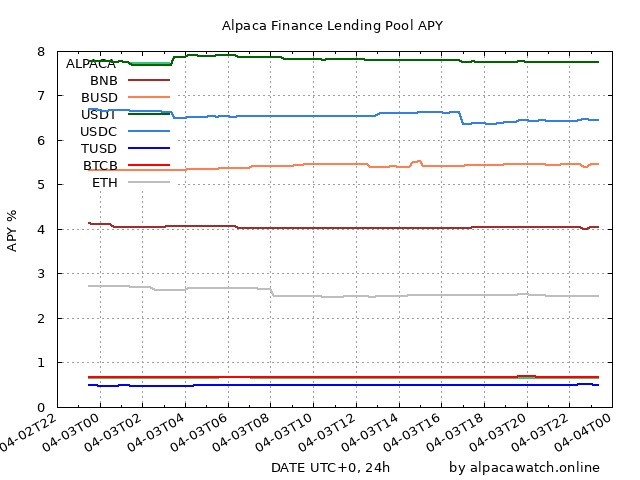 Alpaca Finance Lending Pool APY
8
7
6
5
4
3
2
1
0
APY %
ALPACA
BNB
BUSD
USDT
USDC
TUSD
BTCB
ETH
04-02T22
04-03T00
04-03T02
04-03T04
04-03T06
04-03T08
04-03T10
04-03T12
04-03T14
04-03T16
04-03T18
04-03T20
04-03T22
04-04T00
DATE UTC+0, 24h
by alpacawatch.online